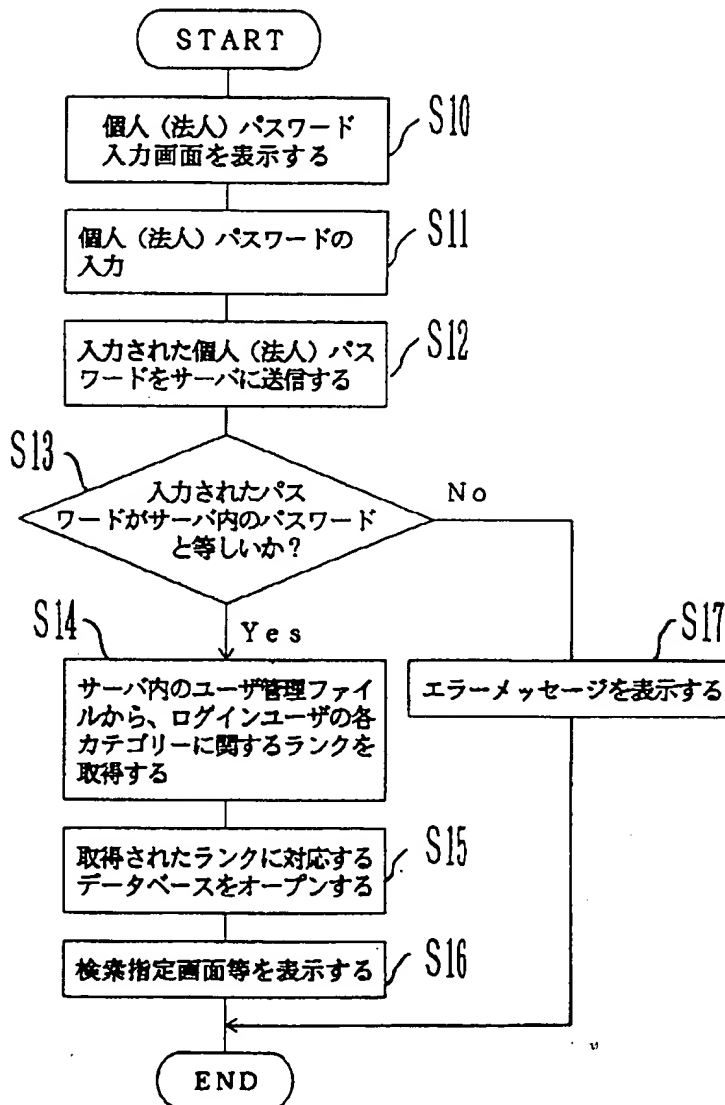 START
個人(法人)パスワード
入力画面を表示する
S10
個人(法人)パスワードの
入力
S11
入力された個人(法人)パス
ワードをサーバに送信する
S12
S13
入力されたパス
ワードがサーバ内のパスワード
と等しいか?
No
Yes
S14
サーバ内のユーザ管理ファイ
ルから、ログインユーザの各
カテゴリーに関するランクを
取得する
S17
エラーメッセージを表示する
取得されたランクに対応する
データベースをオープンする
S15
検索指定画面等を表示する
S16
END